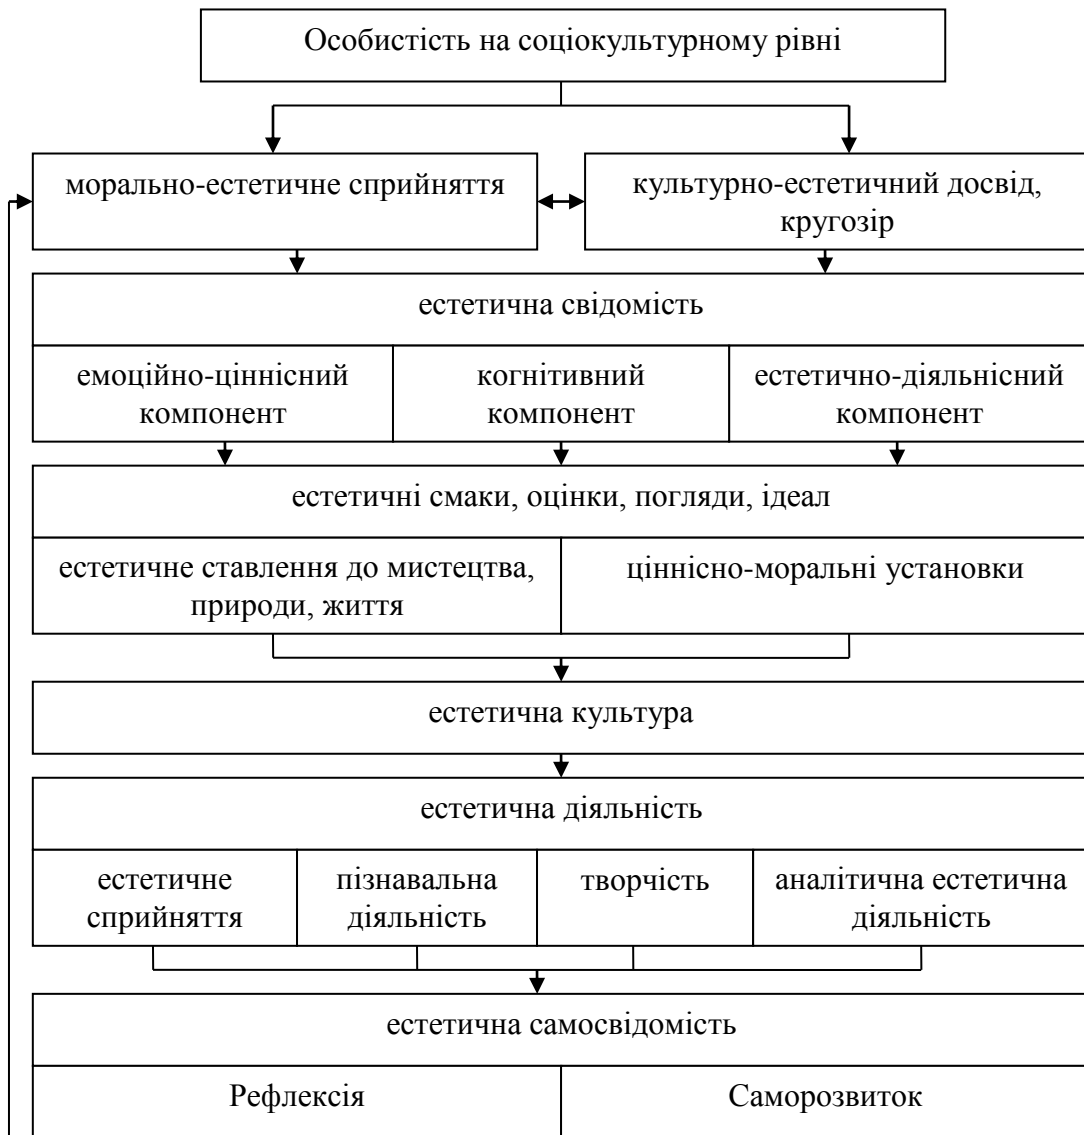 Особистість на соціокультурному рівні
морально-естетичне сприйняття
культурно-естетичний досвід,
кругозір
естетична свідомість
емоційно-ціннісний
компонент
когнітивний
компонент
естетично-діяльнісний
компонент
естетичні смаки, оцінки, погляди, ідеал
естетичне ставлення до мистецтва,
природи, життя
ціннісно-моральні установки
естетична культура
естетична діяльність
естетичне
сприйняття
пізнавальна
діяльність
творчість
аналітична естетична
діяльність
естетична самосвідомість
Рефлексія
Саморозвиток